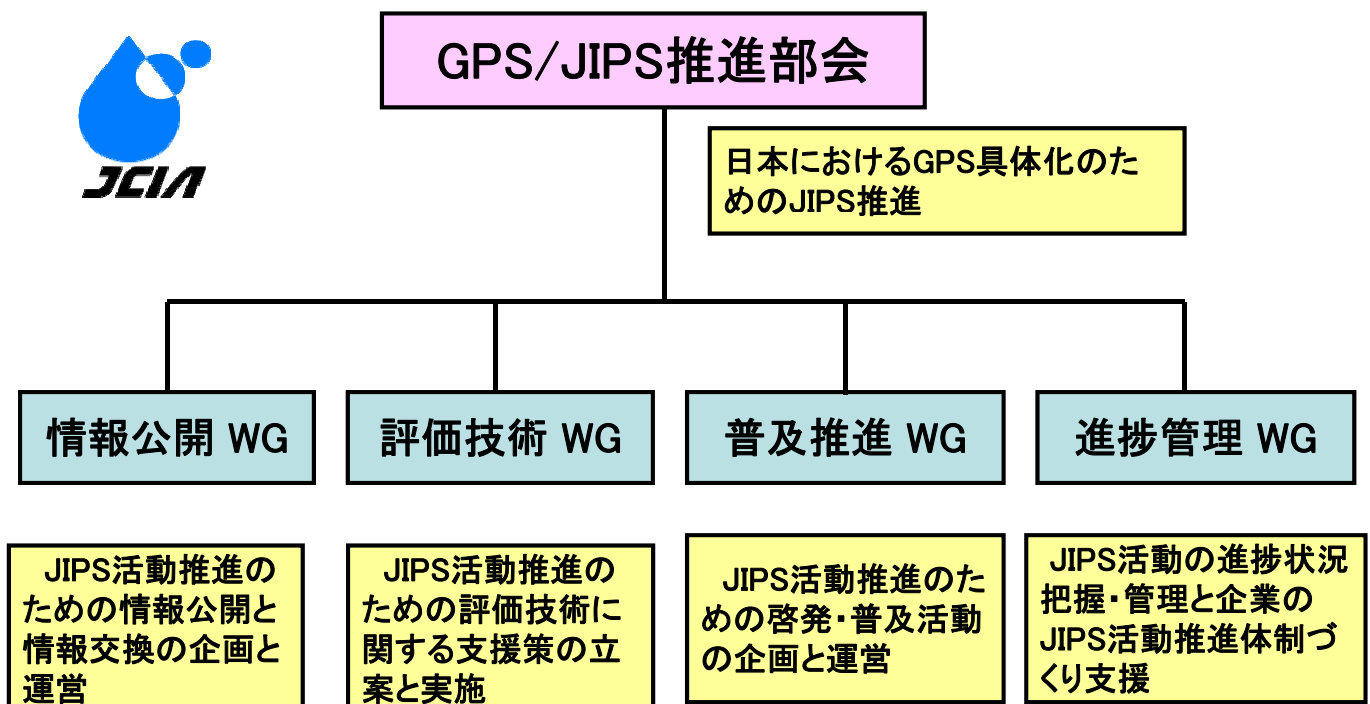 GPS/JIPS推進部会
JCIA
日本におけるGPS具体化のた
めのJIPS推進
情報公開 WG
評価技術 WG
普及推進 WG
進捗管理 WG
JIPS活動推進の
ための情報公開と
情報交換の企画と
運営
JIPS活動推進の
ための評価技術に
関する支援策の立
案と実施
JIPS活動推進のた
めの啓発・普及活動
の企画と運営
JIPS活動の進捗状況
把握・管理と企業の
JIPS活動推進体制づ
くり支援